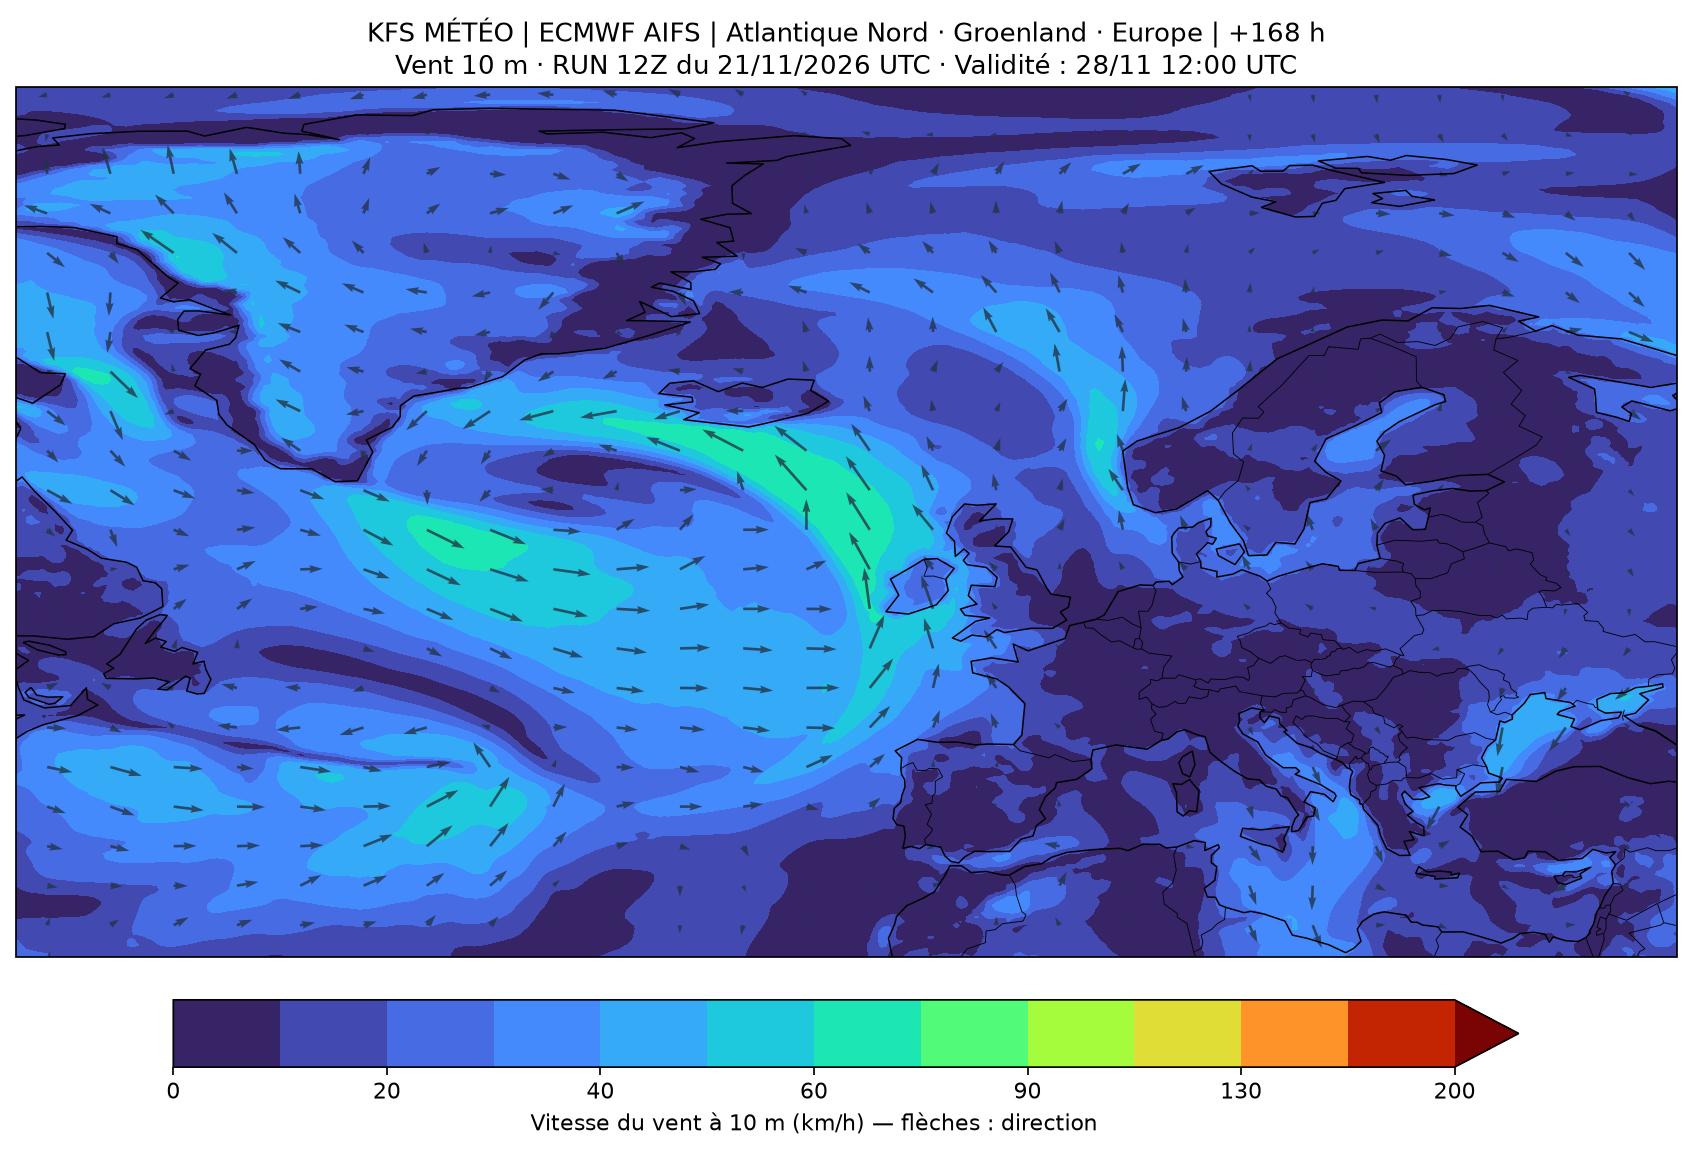 KFS MÉTÉO | ECMWF AIFS | Atlantique Nord · Groenland · Europe | +168 h
Vent 10 m · RUN 12Z du 21/11/2026 UTC · Validité : 28/11 12:00 UTC
0 20 40 60 90 130 200
Vitesse du vent à 10 m (km/h) — flèches : direction